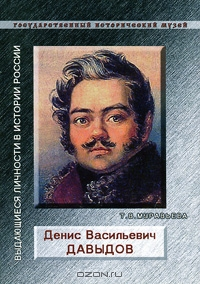 ГОСУДАРСТВЕННЫЙ ИСТОРИЧЕСКИЙ МУЗЕЙ
ВЫДАЮЩИЕСЯ ЛИЧНОСТИ В ИСТОРИИ РОССИИ
Т.В.МУРАВЬЕВА
Денис Васильевич
ДАВЫДОВ
OZON.RU